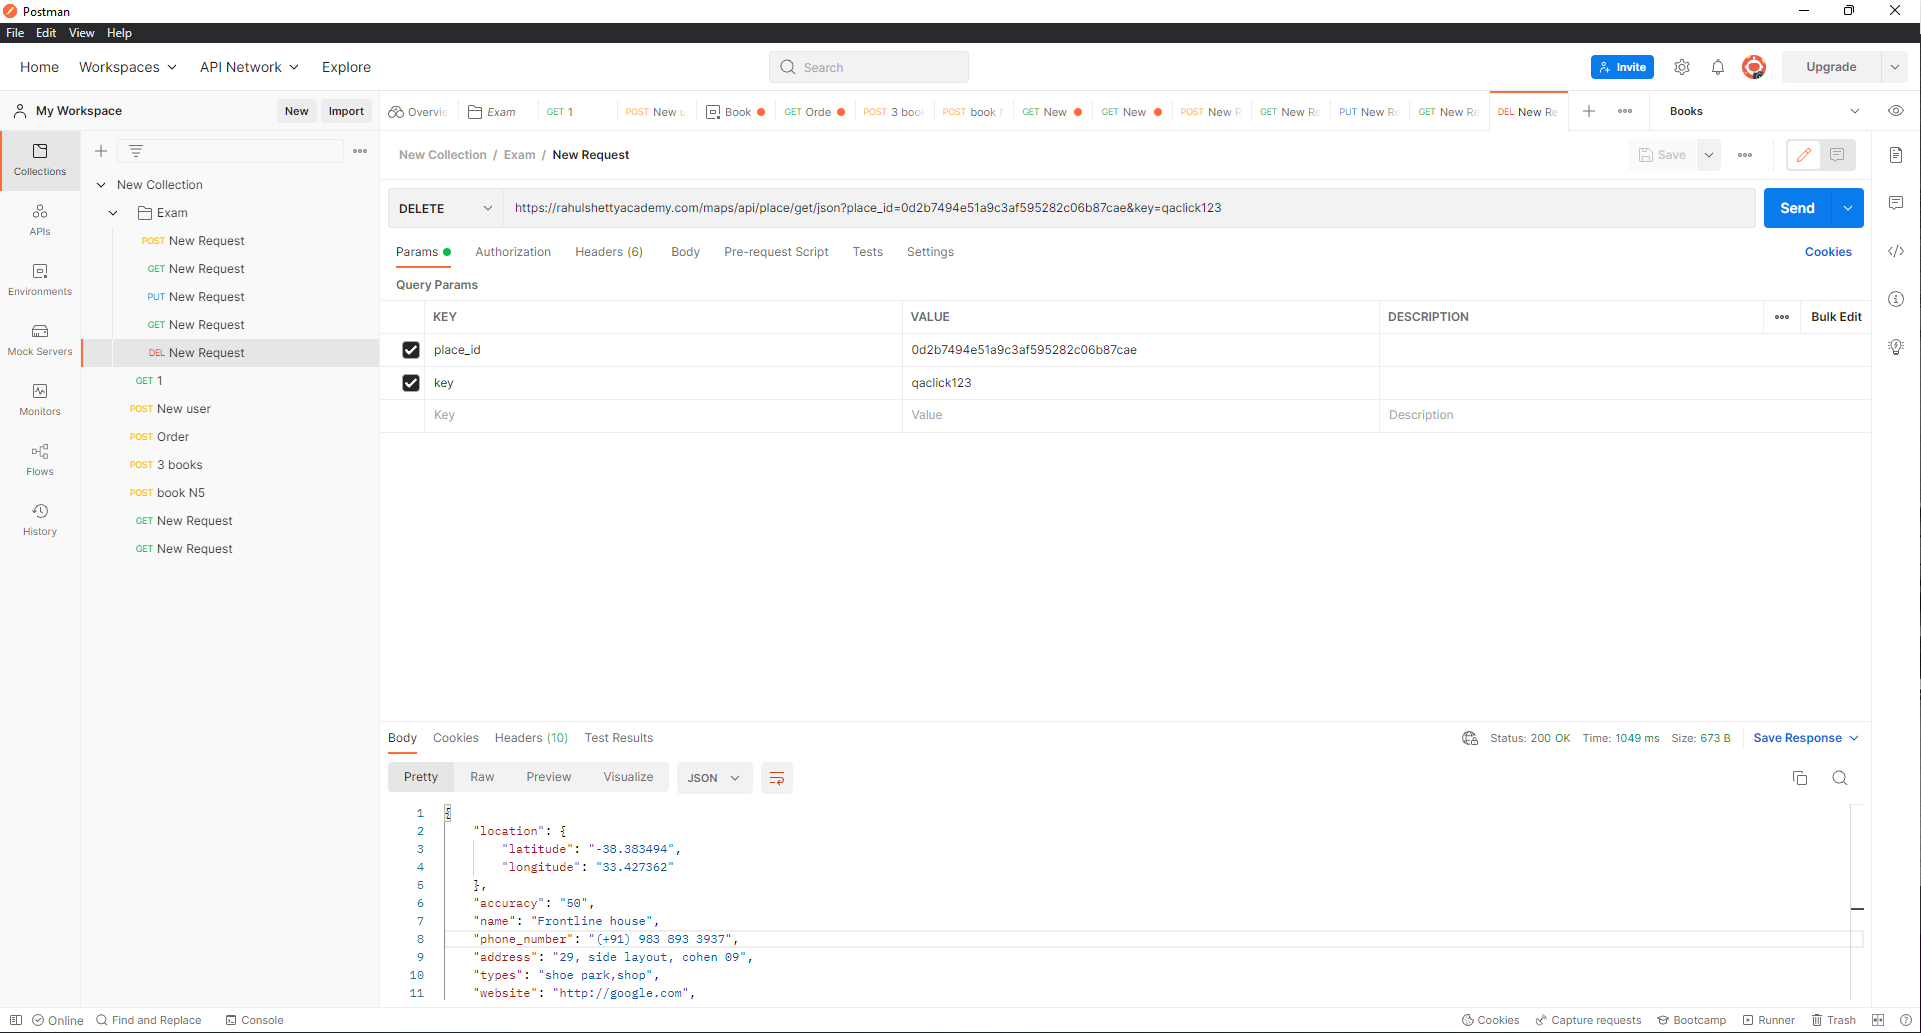 Postman
File Edit View Help
Home Workspaces API Network Explore Search Invite Upgrade
My Workspace New Import
Overvie Exam GET 1 POST New u Book GET Orde POST 3 boo POST book GET New GET New POST New R GET New Re PUT New Re GET New Re DEL New Re Books
Collections
APIs
Environments
Mock Servers
Monitors
Flows
History
New Collection
Exam
POST New Request
GET New Request
PUT New Request
GET New Request
DEL New Request
GET 1
POST New user
POST Order
POST 3 books
POST book N5
GET New Request
GET New Request
New Collection / Exam / New Request Save
DELETE https://rahulshettyacademy.com/maps/api/place/get/json?place_id=0d2b7494e51a9c3af595282c06b87cae&key=qaclick123 Send
Params Authorization Headers (6) Body Pre-request Script Tests Settings Cookies
Query Params
KEY VALUE DESCRIPTION Bulk Edit
place_id 0d2b7494e51a9c3af595282c06b87cae
key qaclick123
Key Value Description
Body Cookies Headers (10) Test Results Status: 200 OK Time: 1049 ms Size: 673 B Save Response
Pretty Raw Preview Visualize JSON
1 {
2 "location": {
3 "latitude": "-38.383494",
4 "longitude": "33.427362"
5 },
6 "accuracy": "50",
7 "name": "Frontline house",
8 "phone_number": "(+91) 983 893 3937",
9 "address": "29, side layout, cohen 09",
10 "types": "shoe park,shop",
11 "website": "http://google.com",
Online Find and Replace Console Cookies Capture requests Bootcamp Runner Trash